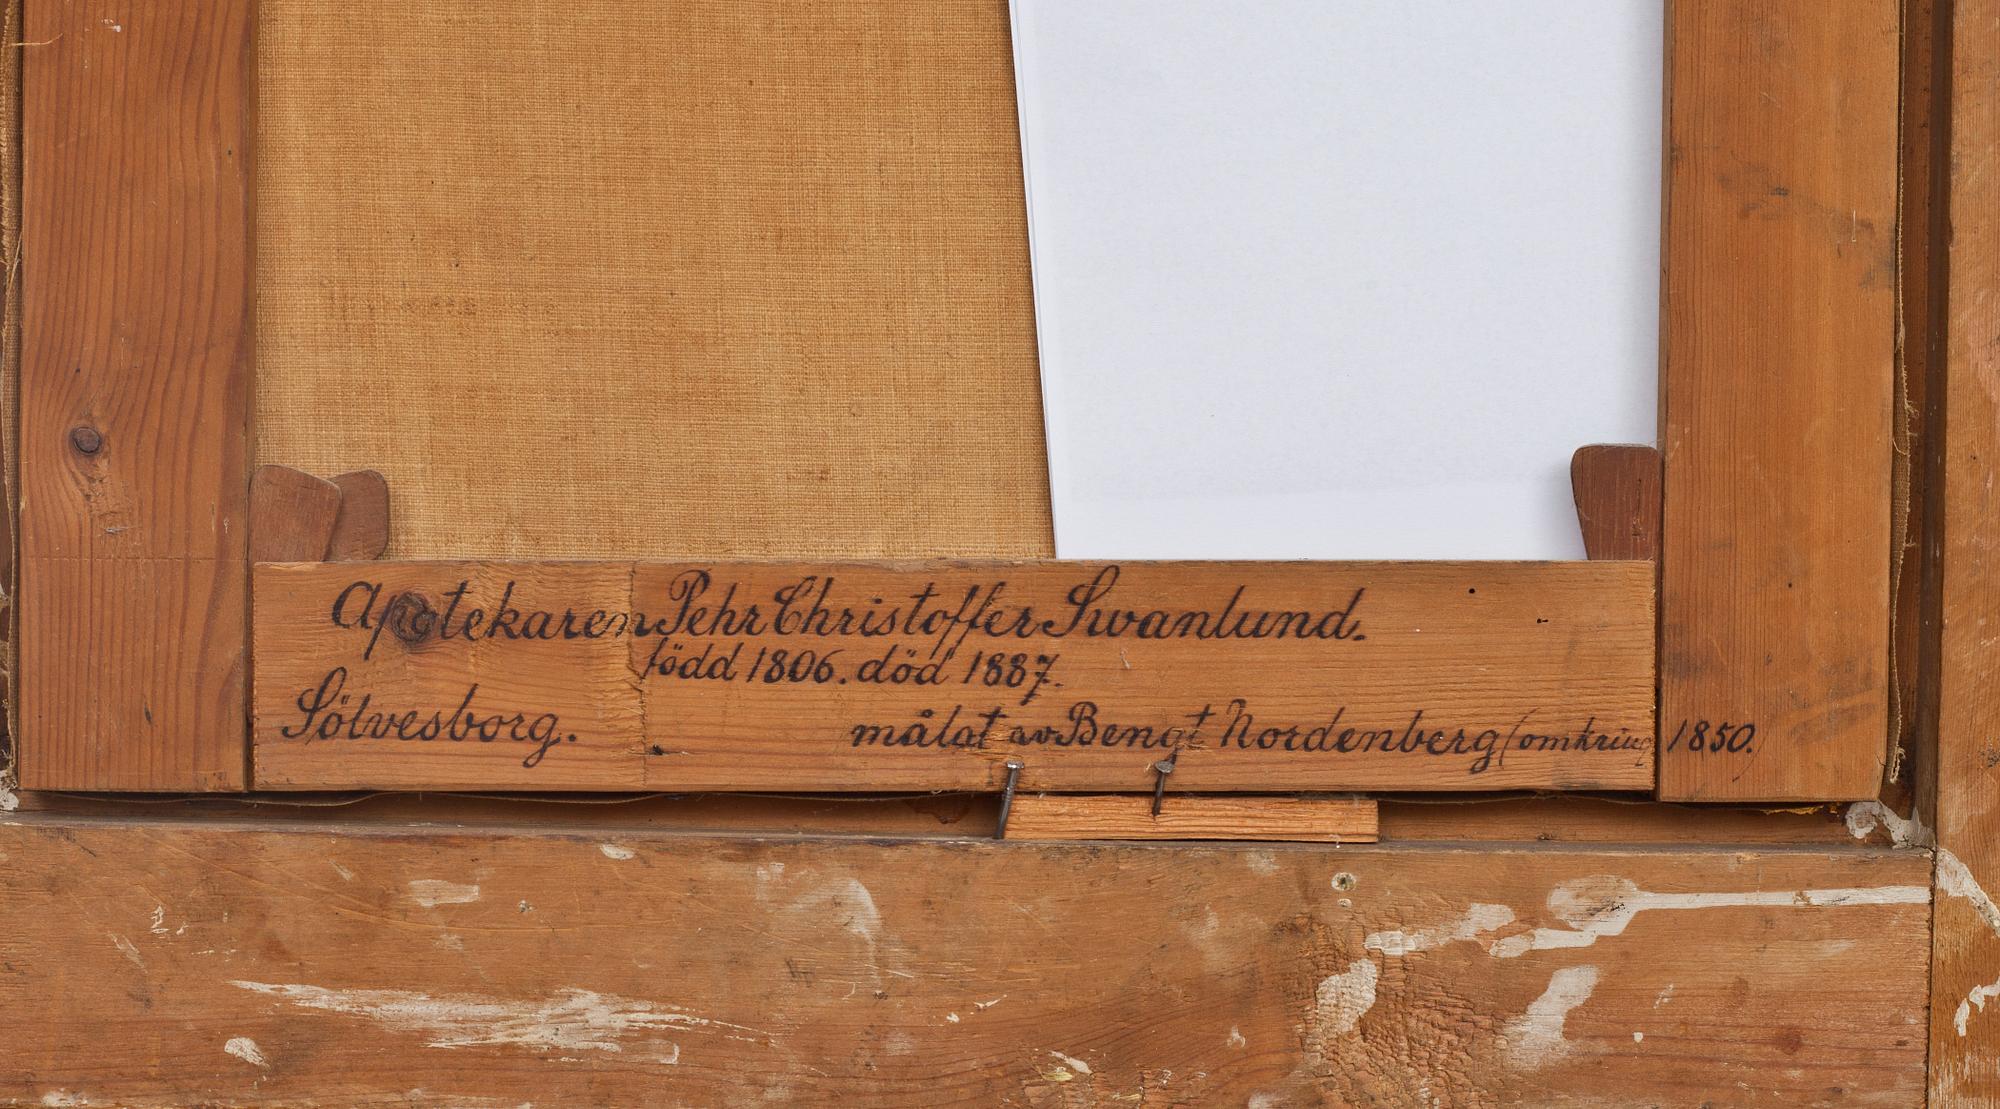 Apotekaren Pehr Christoffer Swanlund.
född 1806. död 1887.
Sölvesborg. målat av Bengt Nordenberg (omkring 1850.)